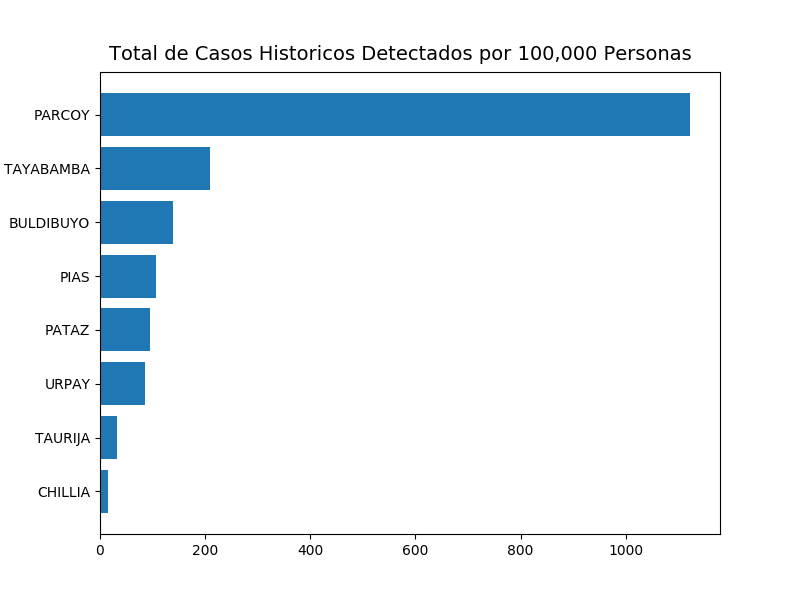 Total de Casos Historicos Detectados por 100,000 Personas
PARCOY
TAYABAMBA
BULDIBUYO
PIAS
PATAZ
URPAY
TAURIJA
CHILLIA
0 200 400 600 800 1000